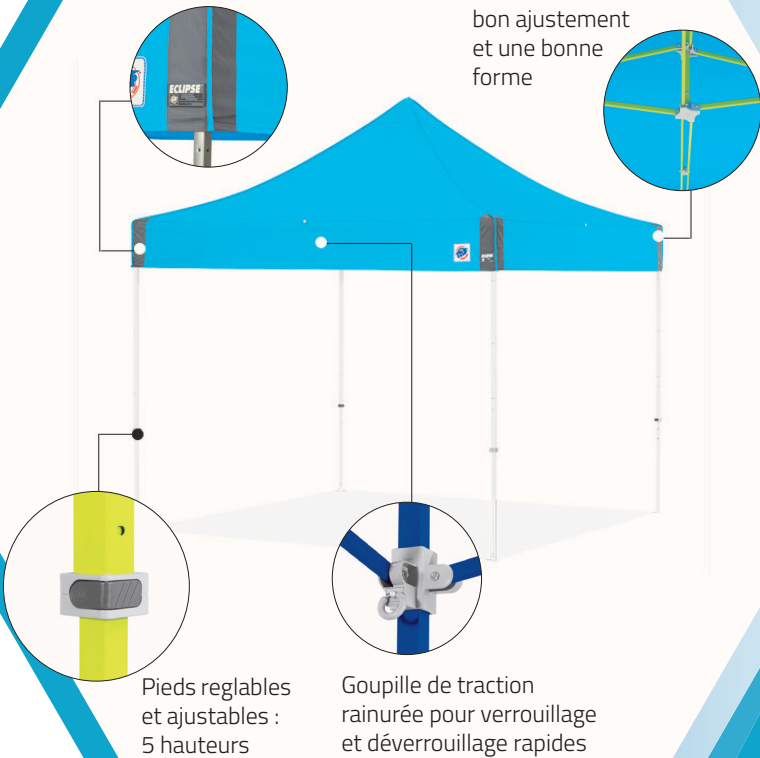 bon ajustement
et une bonne
forme
ECLIPSE
Pieds reglables
et ajustables :
5 hauteurs
Goupille de traction
rainurée pour verrouillage
et déverrouillage rapides